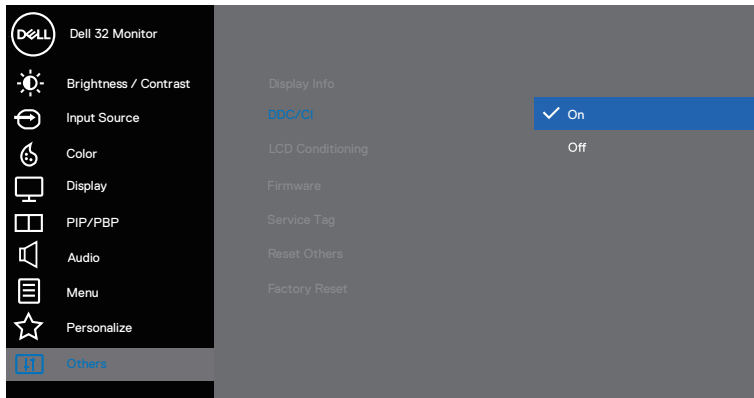 DELL
Dell 32 Monitor
Brightness / Contrast
Input Source
Color
Display
PIP/PBP
Audio
Menu
Personalize
Others
Display Info
DDC/CI
LCD Conditioning
Firmware
Service Tag
Reset Others
Factory Reset
On
Off